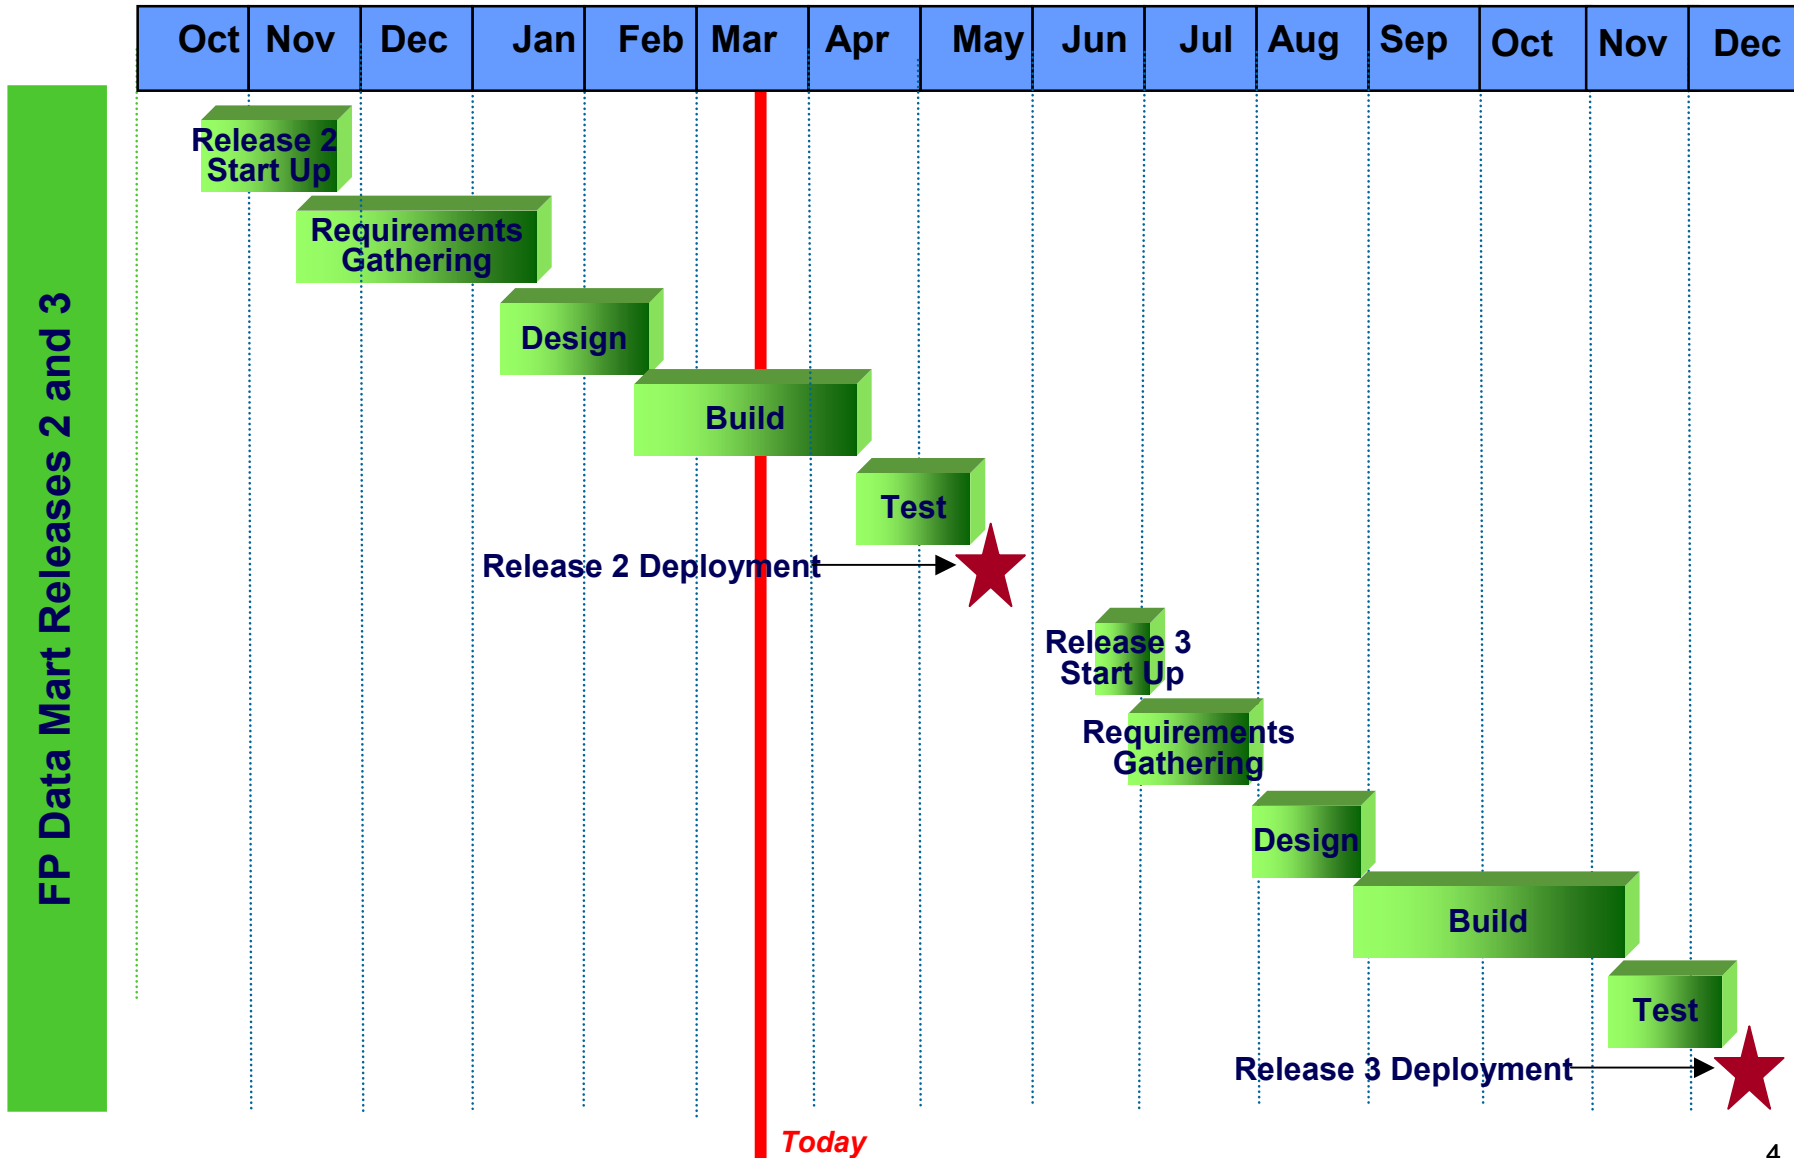 Oct Nov Dec Jan Feb Mar Apr May Jun Jul Aug Sep Oct Nov Dec
FP Data Mart Releases 2 and 3
Release 2
Start Up
Requirements
Gathering
Design
Build
Test
Release 2 Deployment
Release 3
Start Up
Requirements
Gathering
Design
Build
Test
Release 3 Deployment
Today
4